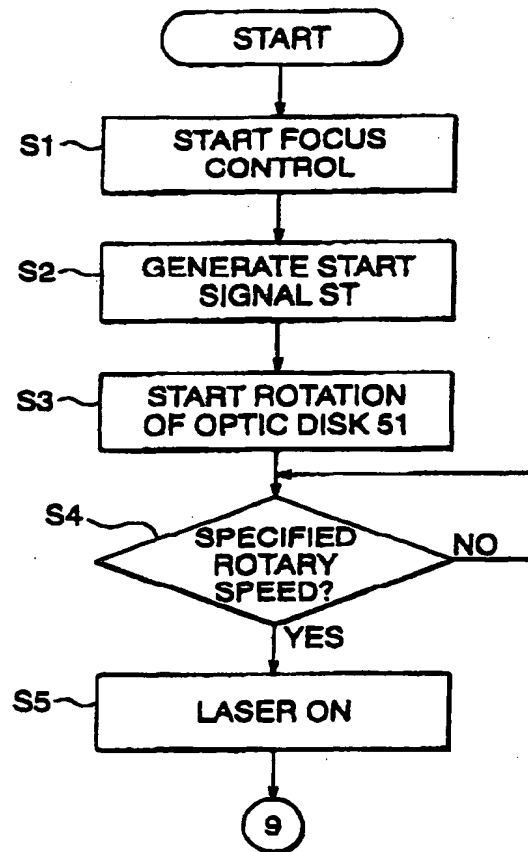 START
S1
START FOCUS
CONTROL
S2
GENERATE START
SIGNAL ST
S3
START ROTATION
OF OPTIC DISK 51
S4
SPECIFIED
ROTARY
SPEED?
NO
YES
S5
LASER ON
9